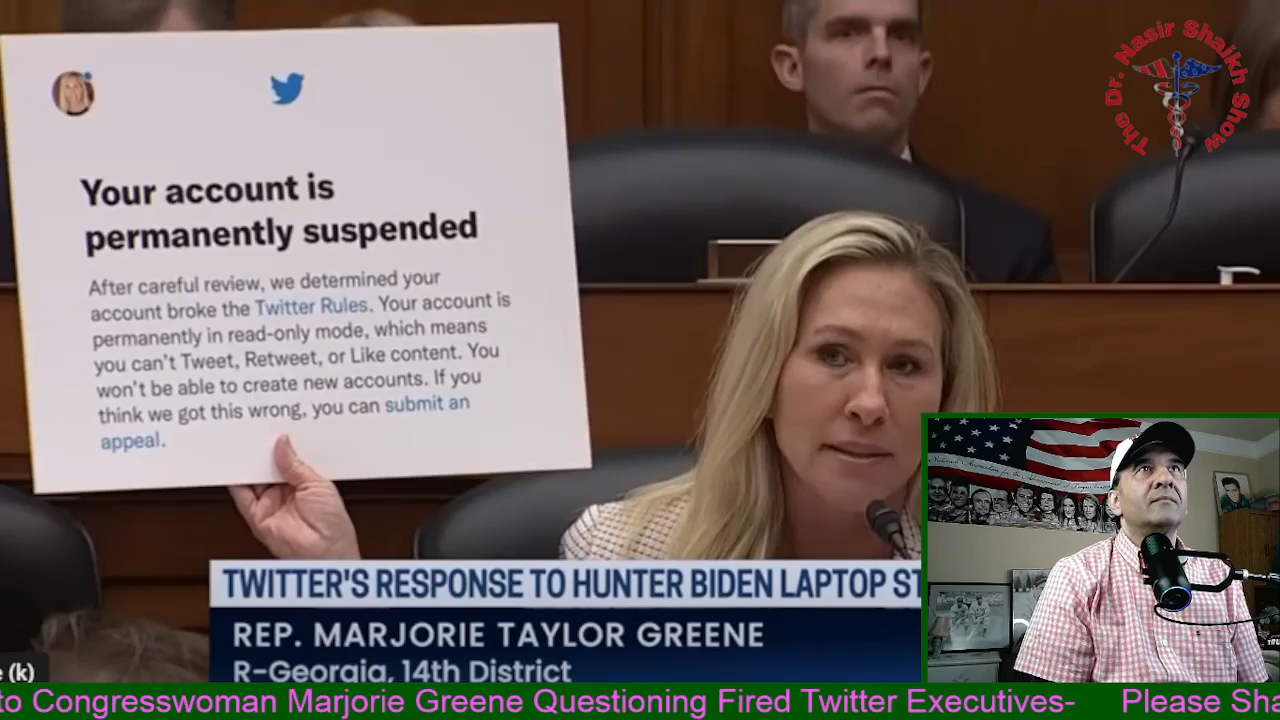 Your account is
permanently suspended
After careful review, we determined your
account broke the Twitter Rules. Your account is
permanently in read-only mode, which means
you can't Tweet, Retweet, or Like content. You
won't be able to create new accounts. If you
think we got this wrong, you can submit an
appeal.
The Dr. Nasir Shaikh Show
TWITTER'S RESPONSE TO HUNTER BIDEN LAPTOP ST
REP. MARJORIE TAYLOR GREENE
R-Georgia, 14th District
(k)
to Congresswoman Marjorie Greene Questioning Fired Twitter Executives- Please Sha